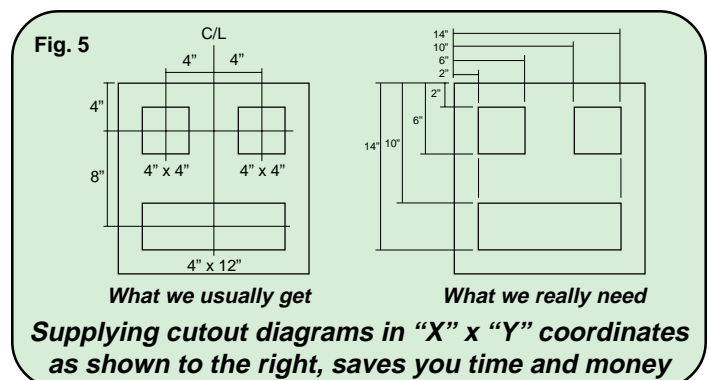 Fig. 5
C/L
4" 4"
4"
8"
4" x 4" 4" x 4"
4" x 12"
What we usually get
14"
10"
6"
2"
2"
6"
14" 10"
What we really need
Supplying cutout diagrams in “X” x “Y” coordinates
as shown to the right, saves you time and money